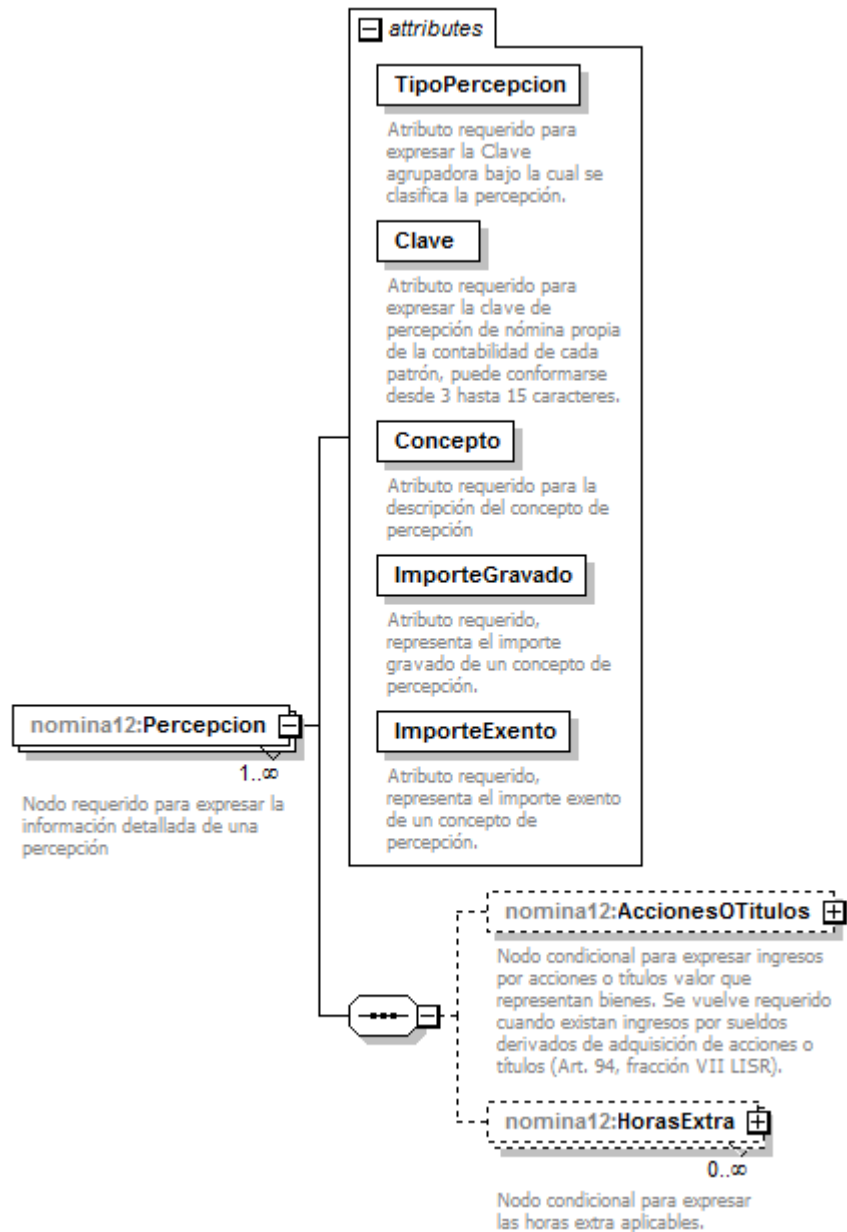 attributes
TipoPercepcion
Atributo requerido para
expresar la Clave
agrupadora bajo la cual se
clasifica la percepción.
Clave
Atributo requerido para
expresar la clave de
percepción de nómina propia
de la contabilidad de cada
patrón, puede conformarse
desde 3 hasta 15 caracteres.
Concepto
Atributo requerido para la
descripción del concepto de
percepción
ImporteGravado
Atributo requerido,
representa el importe
gravado de un concepto de
percepción.
ImporteExento
Atributo requerido,
representa el importe exento
de un concepto de
percepción.
nomina12:Percepcion
1..∞
Nodo requerido para expresar la
información detallada de una
percepción
nomina12:AccionesOTitulos
Nodo condicional para expresar ingresos
por acciones o títulos valor que
representan bienes. Se vuelve requerido
cuando existan ingresos por sueldos
derivados de adquisición de acciones o
títulos (Art. 94, fracción VII LISR).
nomina12:HorasExtra
0..∞
Nodo condicional para expresar
las horas extra aplicables.